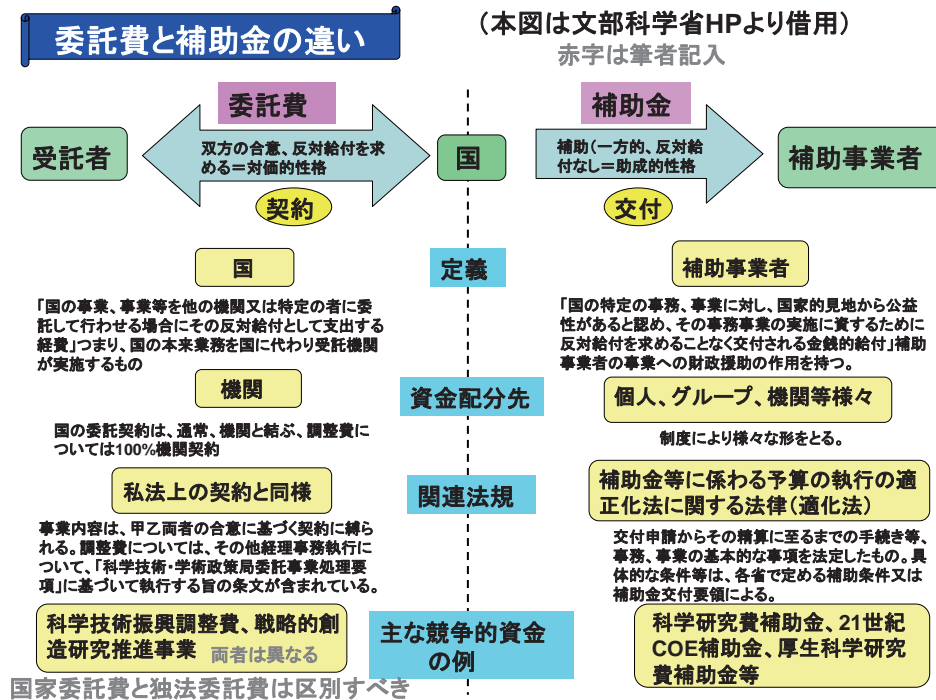 委託費と補助金の違い
（本図は文部科学省HPより借用）
赤字は筆者記入
委託費
補助金
受託者
双方の合意、反対給付を求
める＝対価的性格
国
補助（一方的、反対給
付なし＝助成的性格
補助事業者
契約
交付
国
定義
補助事業者
「国の事業、事業等を他の機関又は特定の者に委
託して行わせる場合にその反対給付として支出する
経費」つまり、国の本来業務を国に代わり受託機関
が実施するもの
「国の特定の事務、事業に対し、国家的見地から公益
性があると認め、その事務事業の実施に資するために
反対給付を求めることなく交付される金銭的給付」補助
事業者の事業への財政援助の作用を持つ。
機関
資金配分先
個人、グループ、機関等様々
国の委託契約は、通常、機関と結ぶ、調整費に
ついては100%機関契約
制度により様々な形をとる。
私法上の契約と同様
関連法規
補助金等に係わる予算の執行の適
正化法に関する法律（適化法）
事業内容は、甲乙両者の合意に基づく契約に縛ら
れる。調整費については、その他経理事務執行に
ついて、「科学技術・学術政策局委託事業処理要
項」に基づいて執行する旨の条文が含まれている。
交付申請からその精算に至るまでの手続き等、
事務、事業の基本的な事項を法定したもの。具
体的な条件等は、各省で定める補助条件又は
補助金交付要領による。
科学技術振興調整費、戦略的創
造研究推進事業 両者は異なる
主な競争的資金
の例
科学研究費補助金、21世紀
COE補助金、厚生科学研究
費補助金等
国家委託費と独法委託費は区別すべき